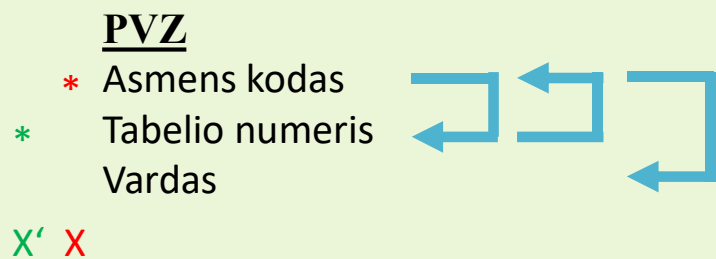 PVZ
* Asmens kodas
* Tabelio numeris
Vardas
X‘ X